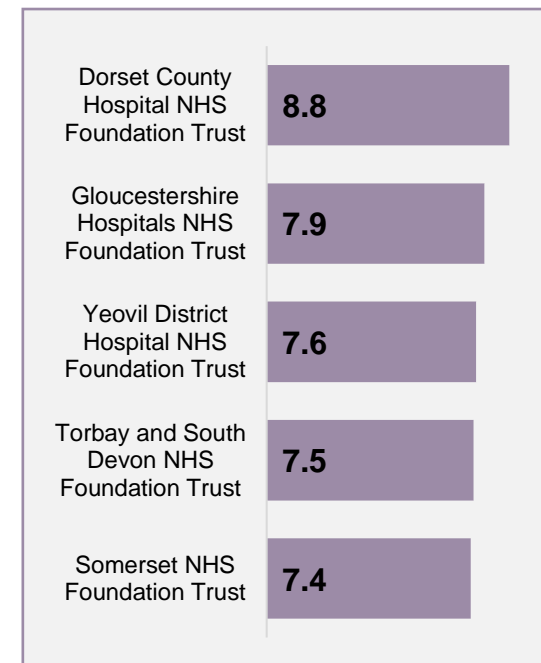 Dorset County
Hospital NHS
Foundation Trust
8.8
Gloucestershire
Hospitals NHS
Foundation Trust
7.9
Yeovil District
Hospital NHS
Foundation Trust
7.6
Torbay and South
Devon NHS
Foundation Trust
7.5
Somerset NHS
Foundation Trust
7.4